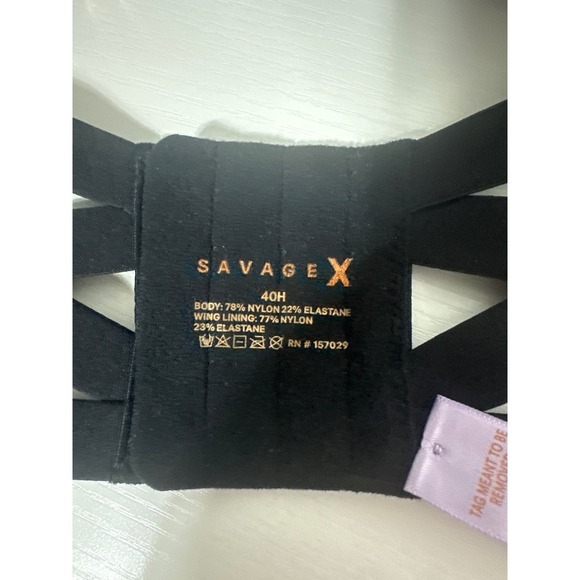 SAVAGE X
40H
BODY: 78% NYLON 22% ELASTANE
WING LINING: 77% NYLON
23% ELASTANE
RN # 157029
TAG MEANT TO BE
REMOVED